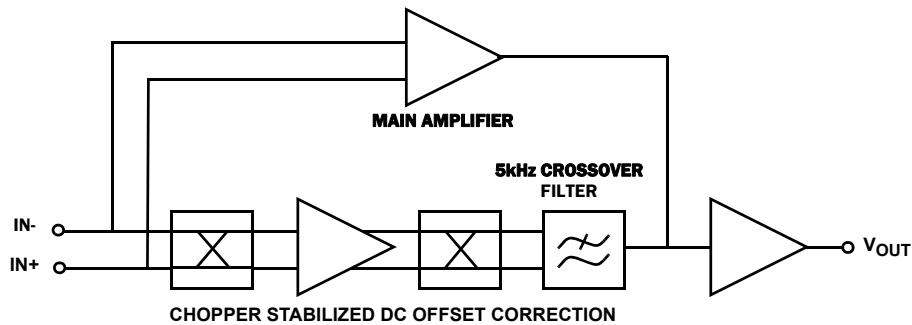 MAIN AMPLIFIER
5kHz CROSSOVER
FILTER
IN-
IN+
VOUT
CHOPPER STABILIZED DC OFFSET CORRECTION